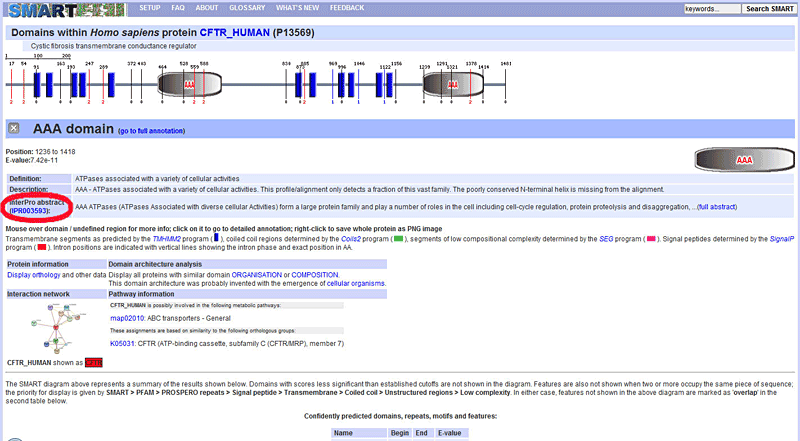 SMART SETUP FAQ ABOUT GLOSSARY WHAT'S NEW FEEDBACK keywords... Search SMART
Domains within Homo sapiens protein CFTR_HUMAN (P13569)
Cystic fibrosis transmembrane conductance regulator
1 100 200
AAA AAA
AAA domain (go to full annotation)
Position: 1236 to 1418
E-value:7.42e-11
AAA
Definition: ATPases associated with a variety of cellular activities
Description: AAA - ATPases associated with a variety of cellular activities. This profile/alignment only detects a fraction of this vast family. The poorly conserved N-terminal helix is missing from the alignment.
InterPro abstract (IPR003593): AAA ATPases (ATPases Associated with diverse cellular Activities) form a large protein family and play a number of roles in the cell including cell-cycle regulation, protein proteolysis and disaggregation, ...(full abstract)
Mouse over domain / undefined region for more info; click on it to go to detailed annotation; right-click to save whole protein as PNG image
Transmembrane segments as predicted by the TMHMM2 program ( ), coiled coil regions determined by the Coils2 program ( ), segments of low compositional complexity determined by the SEG program ( ). Signal peptides determined by the SignalP
program ( ). Intron positions are indicated with vertical lines showing the intron phase and exact position in AA.
Protein information Domain architecture analysis
Display orthology and other data Display all proteins with similar domain ORGANISATION or COMPOSITION.
This domain architecture was probably invented with the emergence of cellular organisms.
Interaction network Pathway information
CFTR_HUMAN is possibly involved in the following metabolic pathways:
map02010: ABC transporters - General
These assignments are based on similarity to the following orthologous groups:
K05031: CFTR (ATP-binding cassette, subfamily C (CFTR/MRP), member 7)
CFTR_HUMAN shown as CFTR
The SMART diagram above represents a summary of the results shown below. Domains with scores less significant than established cutoffs are not shown in the diagram. Features are also not shown when two or more occupy the same piece of sequence;
the priority for display is given by SMART > PFAM > PROSPERO repeats > Signal peptide > Transmembrane > Coiled coil > Unstructured regions > Low complexity. In either case, features not shown in the above diagram are marked as 'overlap' in the
second table below.
Confidently predicted domains, repeats, motifs and features:
Name Begin End E-value